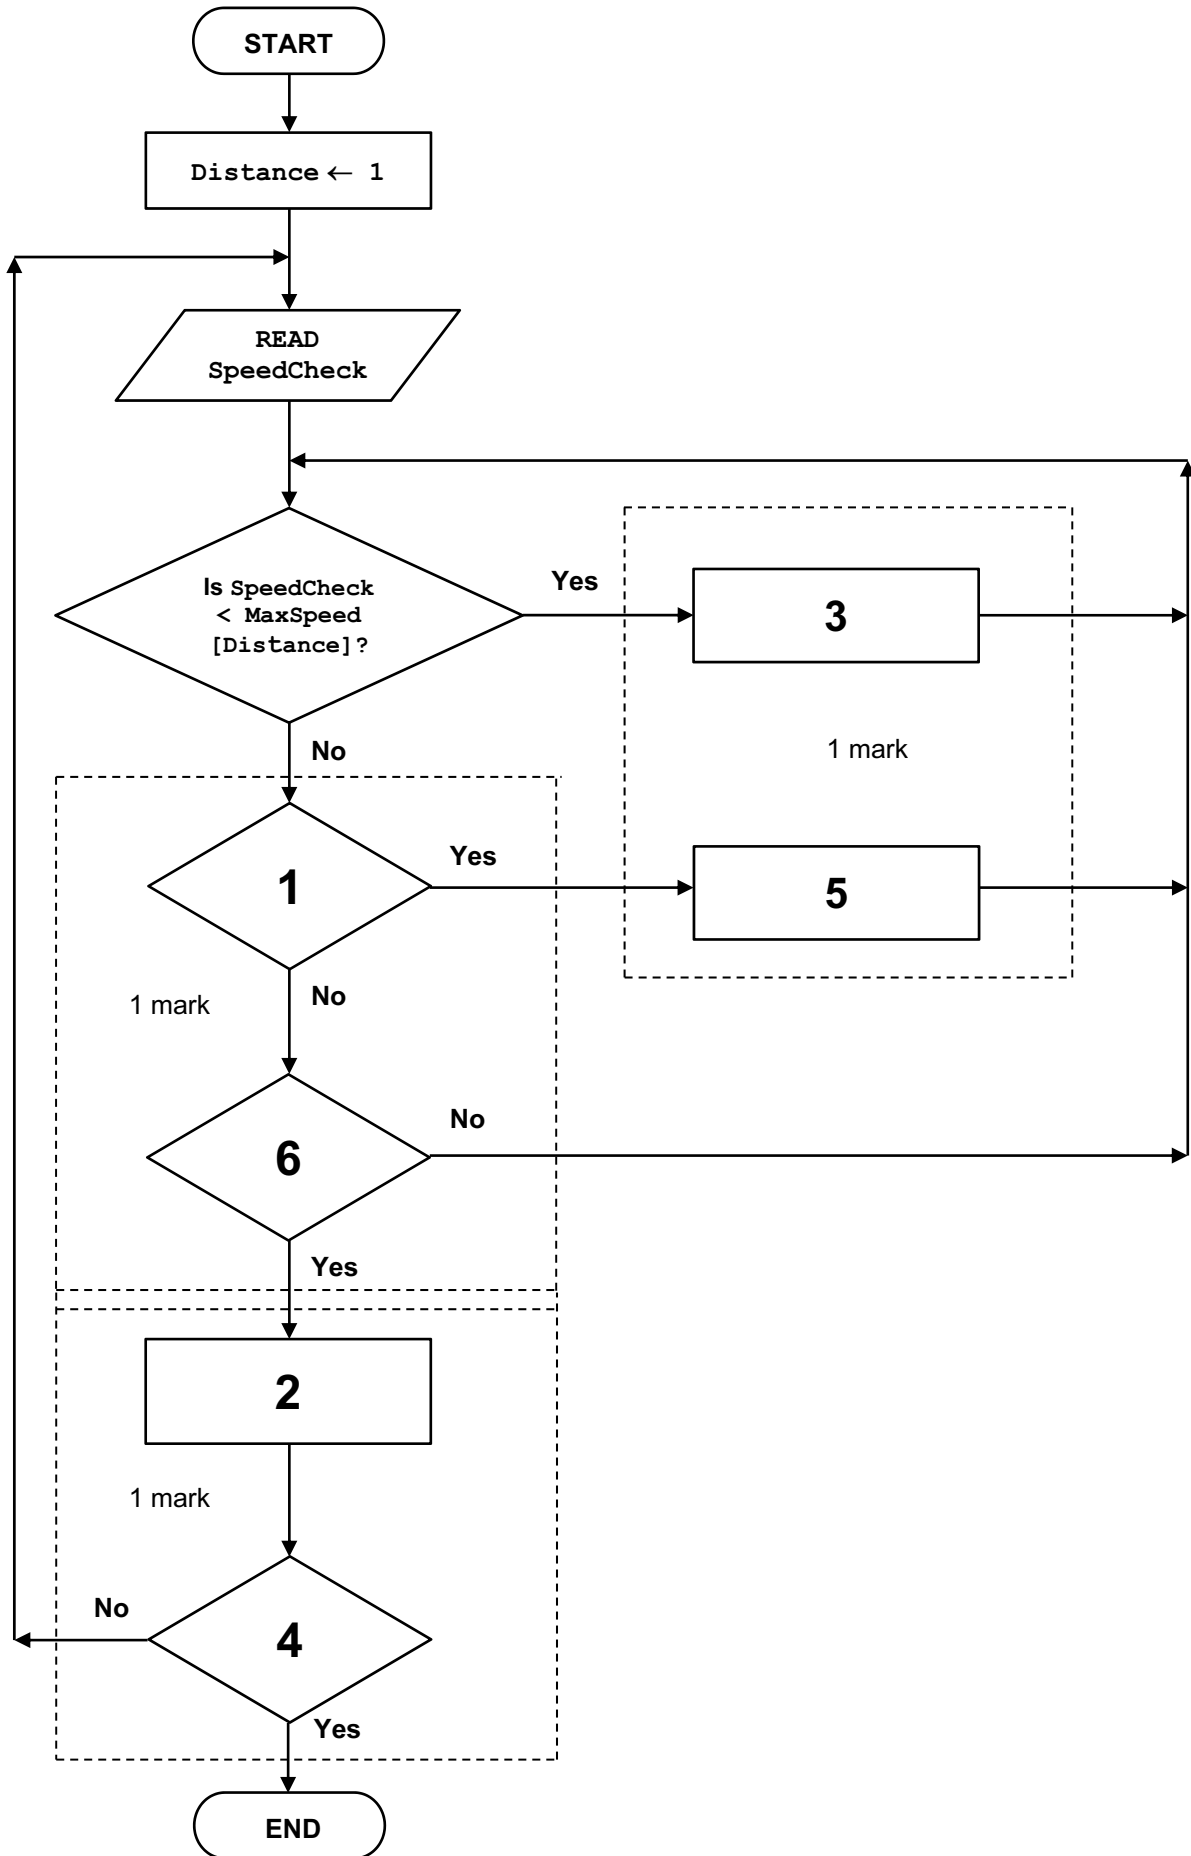 START
Distance ← 1
READ
SpeedCheck
Is SpeedCheck
< MaxSpeed
[Distance]?
Yes
3
No
1 mark
1
Yes
5
1 mark
No
6
No
Yes
2
1 mark
No
4
Yes
END